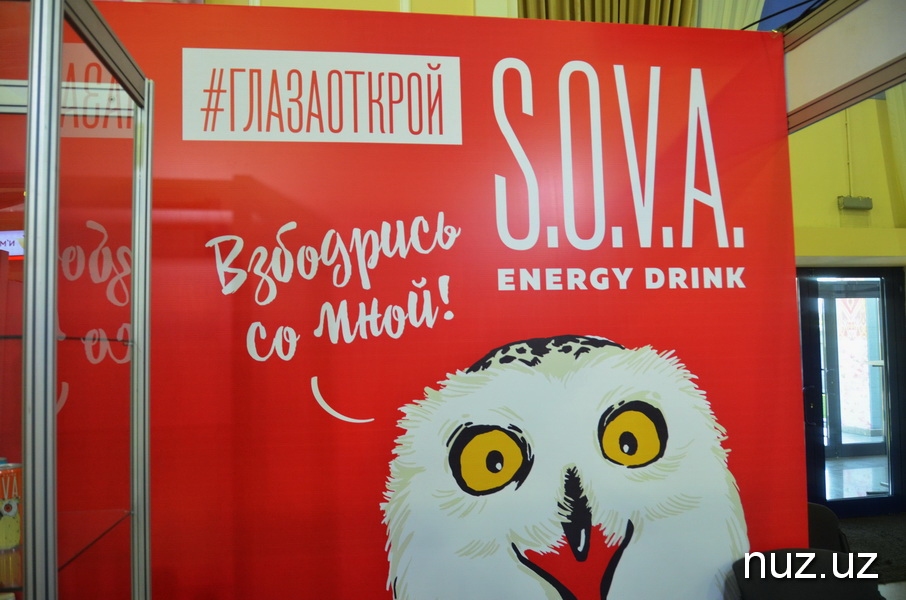 #ГЛАЗАОТКРОЙ
S.O.V.A.
ENERGY DRINK
Взбодрись
со мной!
nuz.uz